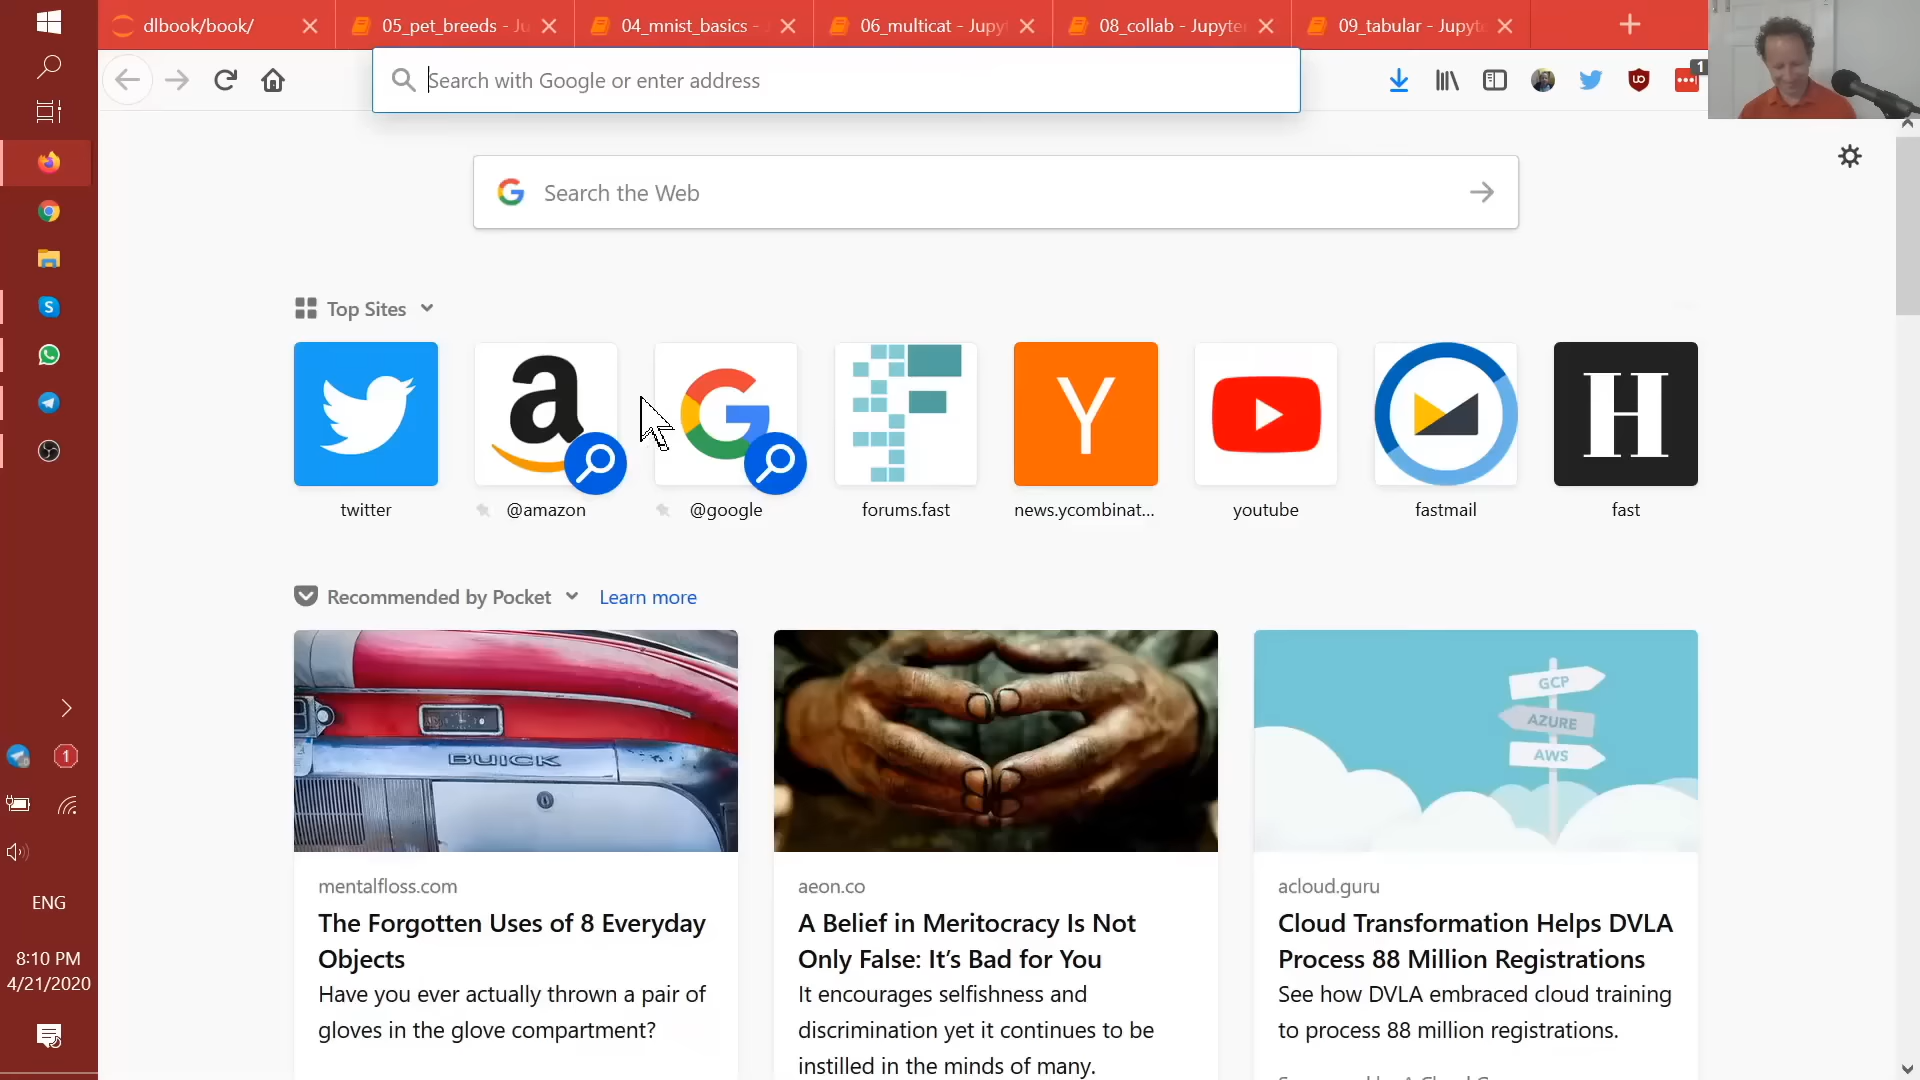 dlbook/book/
05_pet_breeds - Ju
04_mnist_basics -
06_multicat - Jupy
08_collab - Jupyte
09_tabular - Jupyte
Search with Google or enter address
1
Search the Web
Top Sites
twitter
@amazon
@google
forums.fast
news.ycombinat...
youtube
fastmail
fast
Recommended by Pocket
Learn more
BUICK
GCP
AZURE
AWS
mentalfloss.com
The Forgotten Uses of 8 Everyday
Objects
Have you ever actually thrown a pair of
gloves in the glove compartment?
aeon.co
A Belief in Meritocracy Is Not
Only False: It’s Bad for You
It encourages selfishness and
discrimination yet it continues to be
instilled in the minds of many.
acloud.guru
Cloud Transformation Helps DVLA
Process 88 Million Registrations
See how DVLA embraced cloud training
to process 88 million registrations.
1
ENG
8:10 PM
4/21/2020